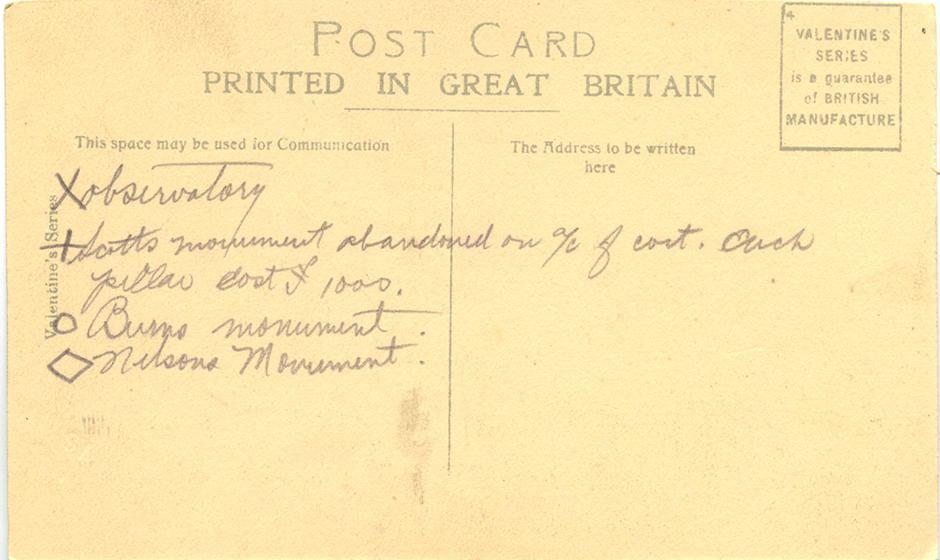 POST CARD
PRINTED IN GREAT BRITAIN
4
VALENTINE'S
SERIES
is a guarantee
of BRITISH
MANUFACTURE
This space may be used for Communication
The Address to be written
here
Valentine's Series
X observatory
+ Scotts monument abandoned on a/c of cost. Each
pillar cost £ 1000.
O Burns monument.
◇ Nelsons Monument.